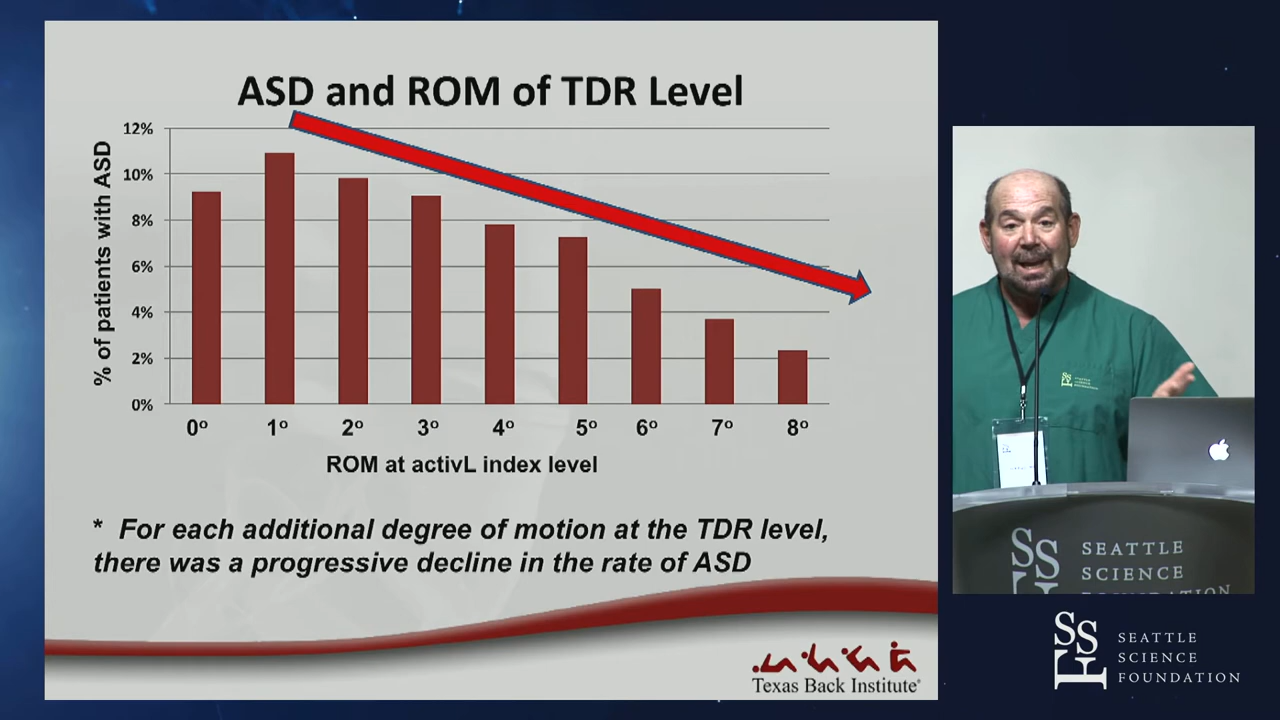 ASD and ROM of TDR Level
% of patients with ASD
12%
10%
8%
6%
4%
2%
0%
0° 1° 2° 3° 4° 5° 6° 7° 8°
ROM at activL index level
* For each additional degree of motion at the TDR level,
there was a progressive decline in the rate of ASD
Texas Back Institute
SEATTLE
SCIENCE
FOUNDATION
SEATTLE
SCIENCE
FOUNDATION